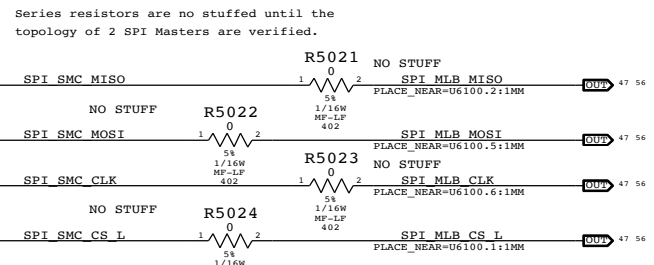 Series resistors are no stuffed until the
topology of 2 SPI Masters are verified.
R5021
NO STUFF
0
SPI_SMC_MISO
1
2
SPI_MLB_MISO
OUT
47 56
PLACE_NEAR=U6100.2:1MM
5%
1/16W
MF-LF
402
NO STUFF
R5022
0
SPI_SMC_MOSI
1
2
SPI_MLB_MOSI
OUT
47 56
PLACE_NEAR=U6100.5:1MM
5%
1/16W
MF-LF
402
R5023
NO STUFF
0
SPI_SMC_CLK
1
2
SPI_MLB_CLK
OUT
47 56
PLACE_NEAR=U6100.6:1MM
5%
1/16W
MF-LF
402
NO STUFF
R5024
0
SPI_SMC_CS_L
1
2
SPI_MLB_CS_L
OUT
47 56
PLACE_NEAR=U6100.1:1MM
5%
1/16W